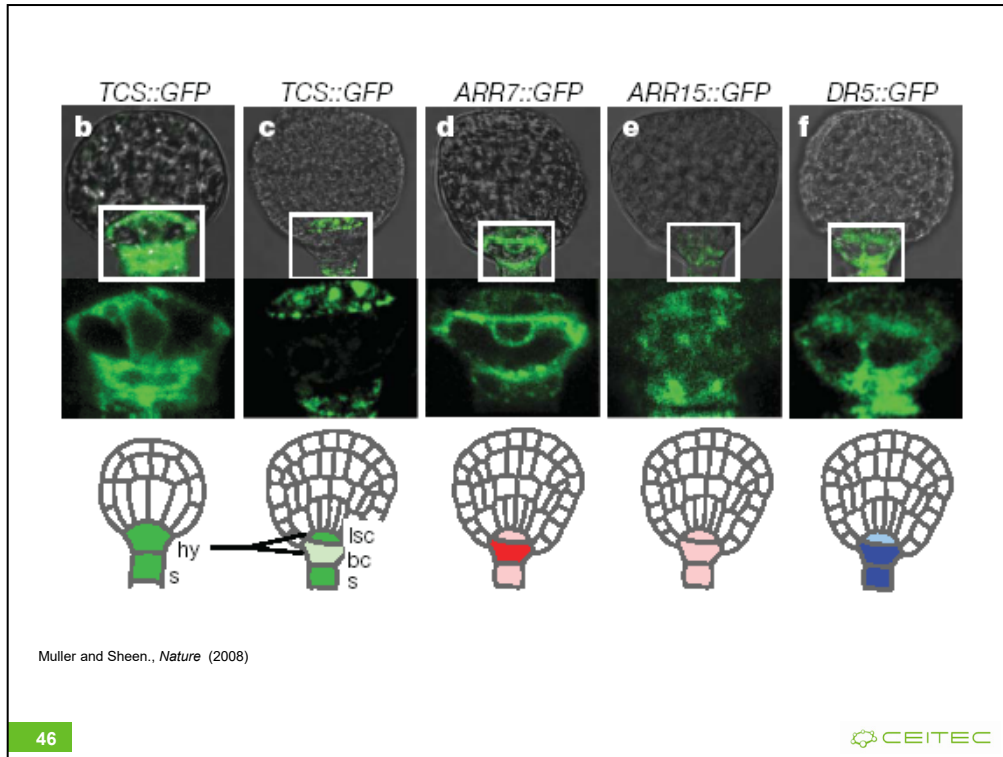 TCS::GFP TCS::GFP ARR7::GFP ARR15::GFP DR5::GFP
b c d e f
hy lsc
bc
s s
Muller and Sheen., Nature (2008)
46 CEITEC